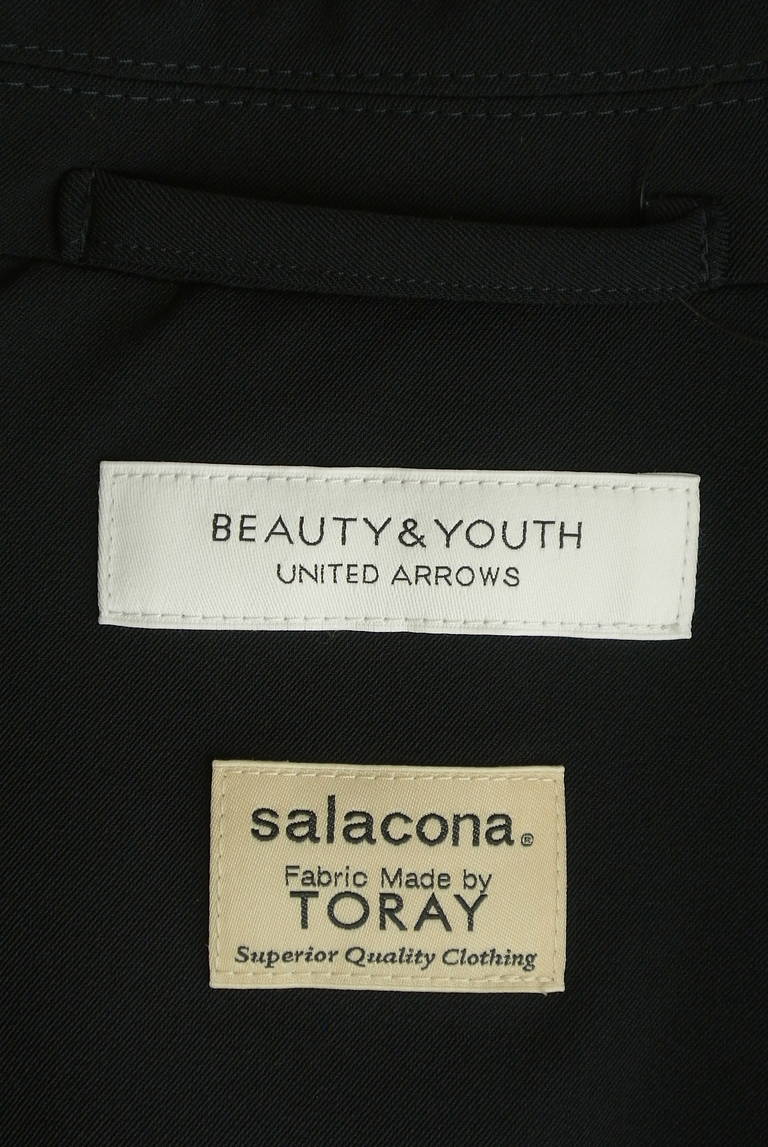 BEAUTY&YOUTH
UNITED ARROWS
salacona®
Fabric Made by
TORAY
Superior Quality Clothing